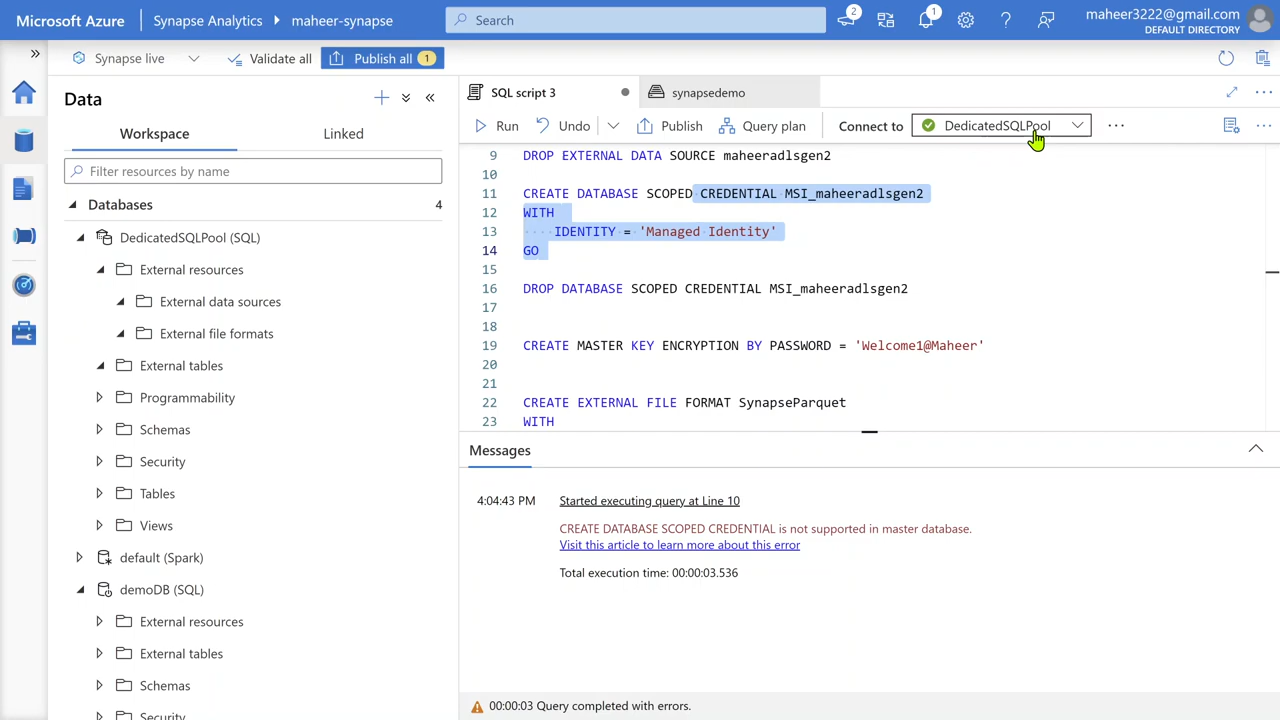 Microsoft Azure Synapse Analytics maheer-synapse Search 2 1 maheer3222@gmail.com
DEFAULT DIRECTORY
Synapse live Validate all Publish all 1
Data
Workspace Linked
Filter resources by name
Databases 4
DedicatedSQLPool (SQL)
External resources
External data sources
External file formats
External tables
Programmability
Schemas
Security
Tables
Views
default (Spark)
demoDB (SQL)
External resources
External tables
Schemas
Security
SQL script 3 synapsedemo
Run Undo Publish Query plan Connect to DedicatedSQLPool
9 DROP EXTERNAL DATA SOURCE maheeradlsgen2
10
11 CREATE DATABASE SCOPED CREDENTIAL MSI_maheeradlsgen2
12 WITH
13 IDENTITY = 'Managed Identity'
14 GO
15
16 DROP DATABASE SCOPED CREDENTIAL MSI_maheeradlsgen2
17
18
19 CREATE MASTER KEY ENCRYPTION BY PASSWORD = 'Welcome1@Maheer'
20
21
22 CREATE EXTERNAL FILE FORMAT SynapseParquet
23 WITH
Messages
4:04:43 PM Started executing query at Line 10
CREATE DATABASE SCOPED CREDENTIAL is not supported in master database.
Visit this article to learn more about this error
Total execution time: 00:00:03.536
00:00:03 Query completed with errors.